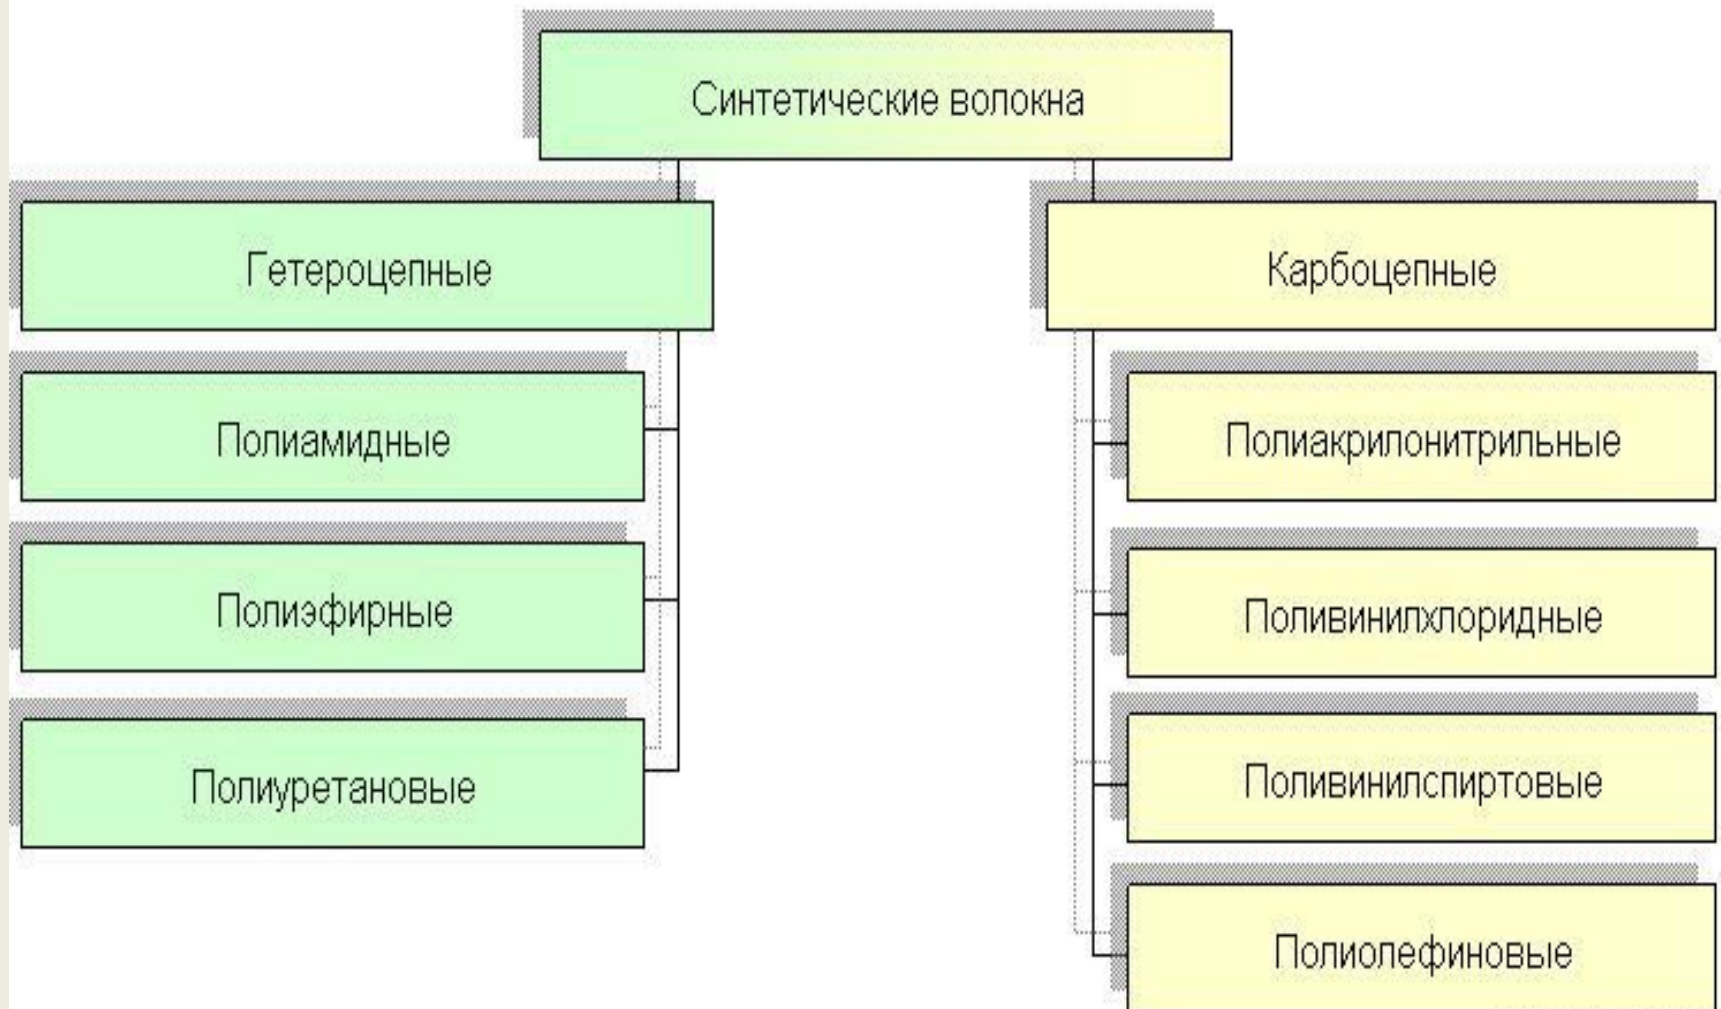 Синтетические волокна
Гетероцепные
Карбоцепные
Полиамидные
Полиакрилонитрильные
Полиэфирные
Поливинилхлоридные
Полиуретановые
Поливинилспиртовые
Полиолефиновые